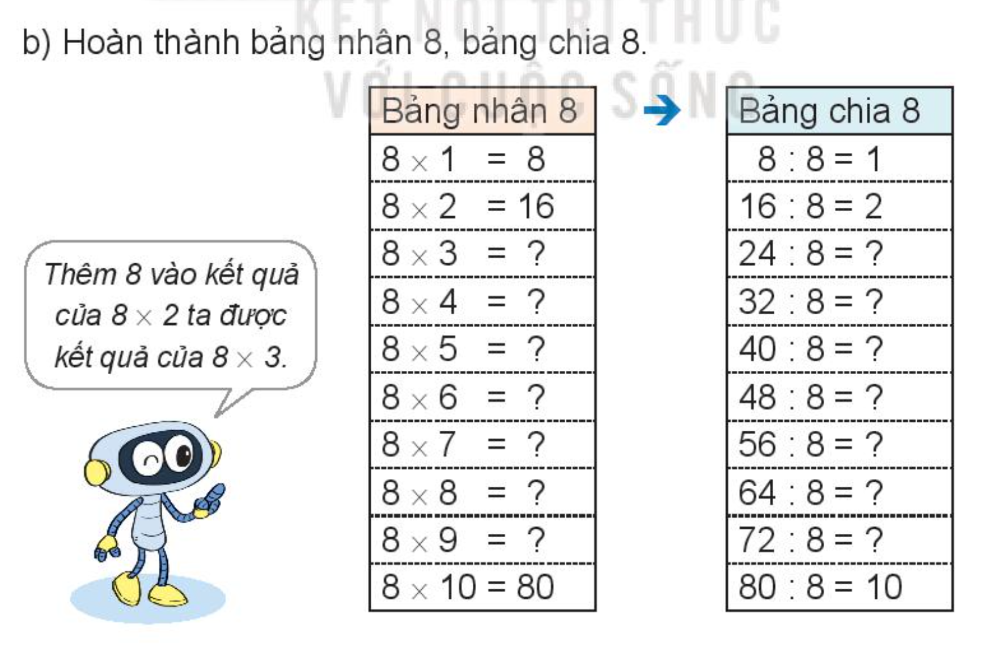 KẾT NỐI TRI THỨC
b) Hoàn thành bảng nhân 8, bảng chia 8.
VỚI CUỘC SỐNG
Bảng nhân 8
8 × 1 = 8
8 × 2 = 16
8 × 3 = ?
8 × 4 = ?
8 × 5 = ?
8 × 6 = ?
8 × 7 = ?
8 × 8 = ?
8 × 9 = ?
8 × 10 = 80
Bảng chia 8
8 : 8 = 1
16 : 8 = 2
24 : 8 = ?
32 : 8 = ?
40 : 8 = ?
48 : 8 = ?
56 : 8 = ?
64 : 8 = ?
72 : 8 = ?
80 : 8 = 10
Thêm 8 vào kết quả
của 8 × 2 ta được
kết quả của 8 × 3.